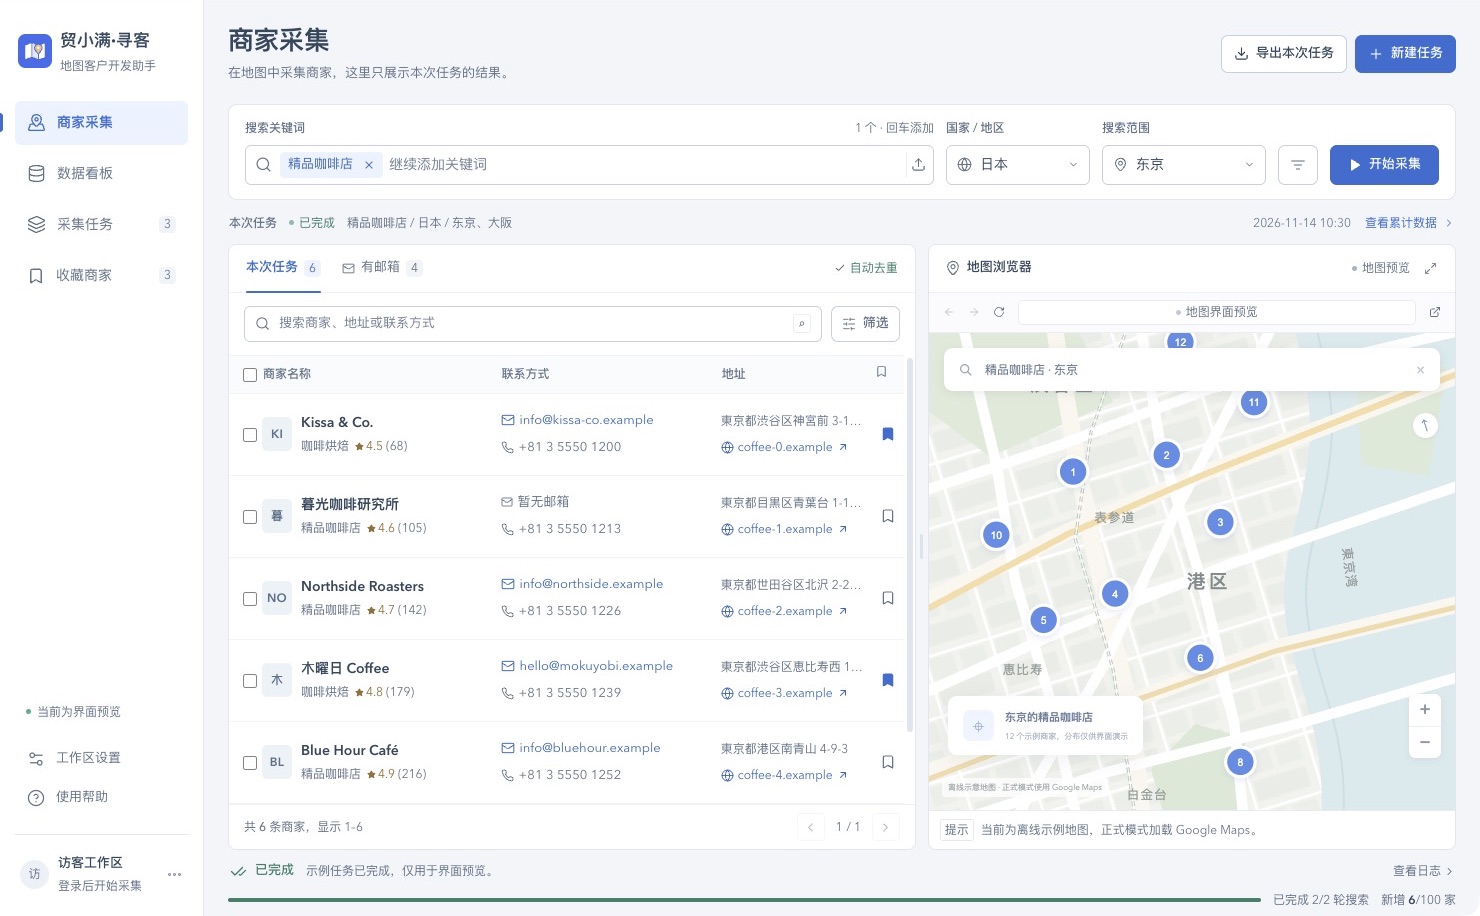 贸小满·寻客
地图客户开发助手
商家采集
数据看板
采集任务 3
收藏商家 3
当前为界面预览
工作区设置
使用帮助
访 访客工作区
登录后开始采集
商家采集
在地图中采集商家，这里只展示本次任务的结果。
导出本次任务
新建任务
搜索关键词 1 个 · 回车添加
精品咖啡店 × 继续添加关键词
国家 / 地区
日本
搜索范围
东京
开始采集
本次任务 已完成 精品咖啡店 / 日本 / 东京、大阪
2026-11-14 10:30 查看累计数据
本次任务 6 有邮箱 4 自动去重
搜索商家、地址或联系方式
筛选
商家名称 联系方式 地址
KI Kissa & Co.
咖啡烘焙 ★4.5 (68)
info@kissa-co.example
+81 3 5550 1200
東京都渋谷区神宮前 3-1…
coffee-0.example
暮 暮光咖啡研究所
精品咖啡店 ★4.6 (105)
暂无邮箱
+81 3 5550 1213
東京都目黒区青葉台 1-1…
coffee-1.example
NO Northside Roasters
精品咖啡店 ★4.7 (142)
info@northside.example
+81 3 5550 1226
東京都世田谷区北沢 2-2…
coffee-2.example
木 木曜日 Coffee
咖啡烘焙 ★4.8 (179)
hello@mokuyobi.example
+81 3 5550 1239
東京都渋谷区恵比寿西 1…
coffee-3.example
BL Blue Hour Café
精品咖啡店 ★4.9 (216)
info@bluehour.example
+81 3 5550 1252
東京都港区南青山 4-9-3
coffee-4.example
共 6 条商家，显示 1–6
1 / 1
地图浏览器 地图预览
地图界面预览
12
精品咖啡店 · 东京
11
2
1
表参道
3
10
東京湾
港区
4
5
6
恵比寿
东京的精品咖啡店
12 个示例商家，分布仅供界面演示
8
离线示意地图 · 正式模式使用 Google Maps
白金台
提示 当前为离线示例地图，正式模式加载 Google Maps。
已完成 示例任务已完成，仅用于界面预览。
查看日志
已完成 2/2 轮搜索 新增 6/100 家